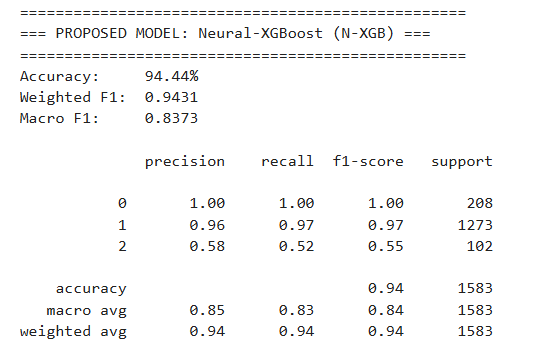 ==================================================
=== PROPOSED MODEL: Neural-XGBoost (N-XGB) ===
==================================================
Accuracy:     94.44%
Weighted F1:  0.9431
Macro F1:     0.8373
              precision    recall  f1-score   support
           0       1.00      1.00      1.00       208
           1       0.96      0.97      0.97      1273
           2       0.58      0.52      0.55       102
    accuracy                           0.94      1583
   macro avg       0.85      0.83      0.84      1583
weighted avg       0.94      0.94      0.94      1583